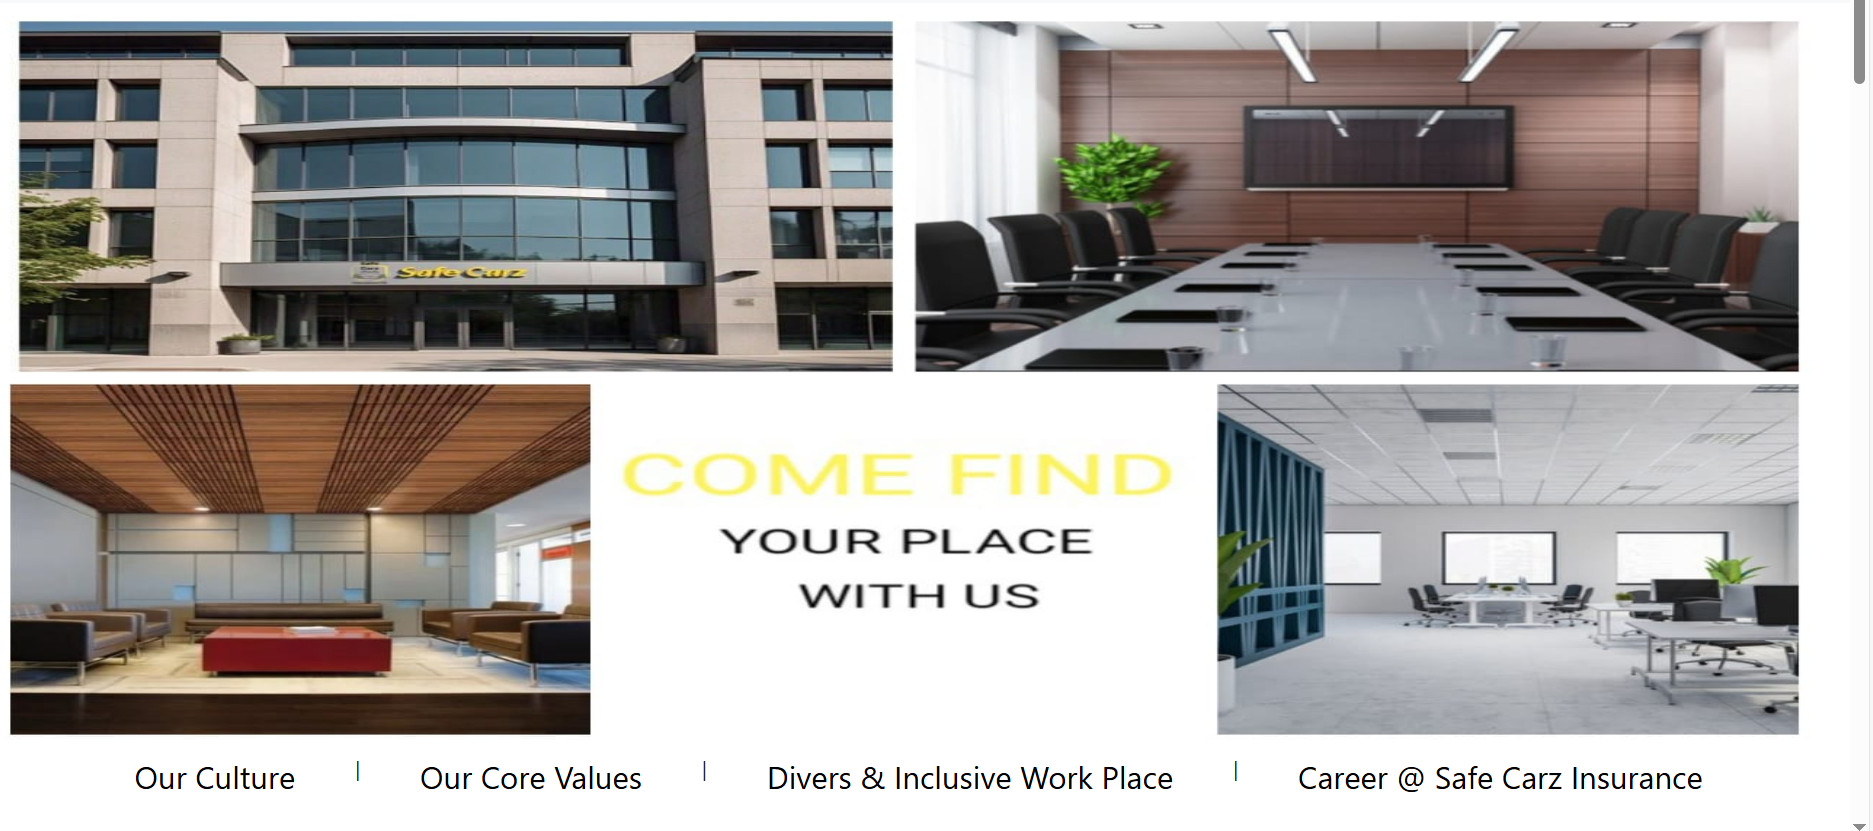 Safe Carz
COME FIND
YOUR PLACE
WITH US
Our Culture | Our Core Values | Divers & Inclusive Work Place | Career @ Safe Carz Insurance